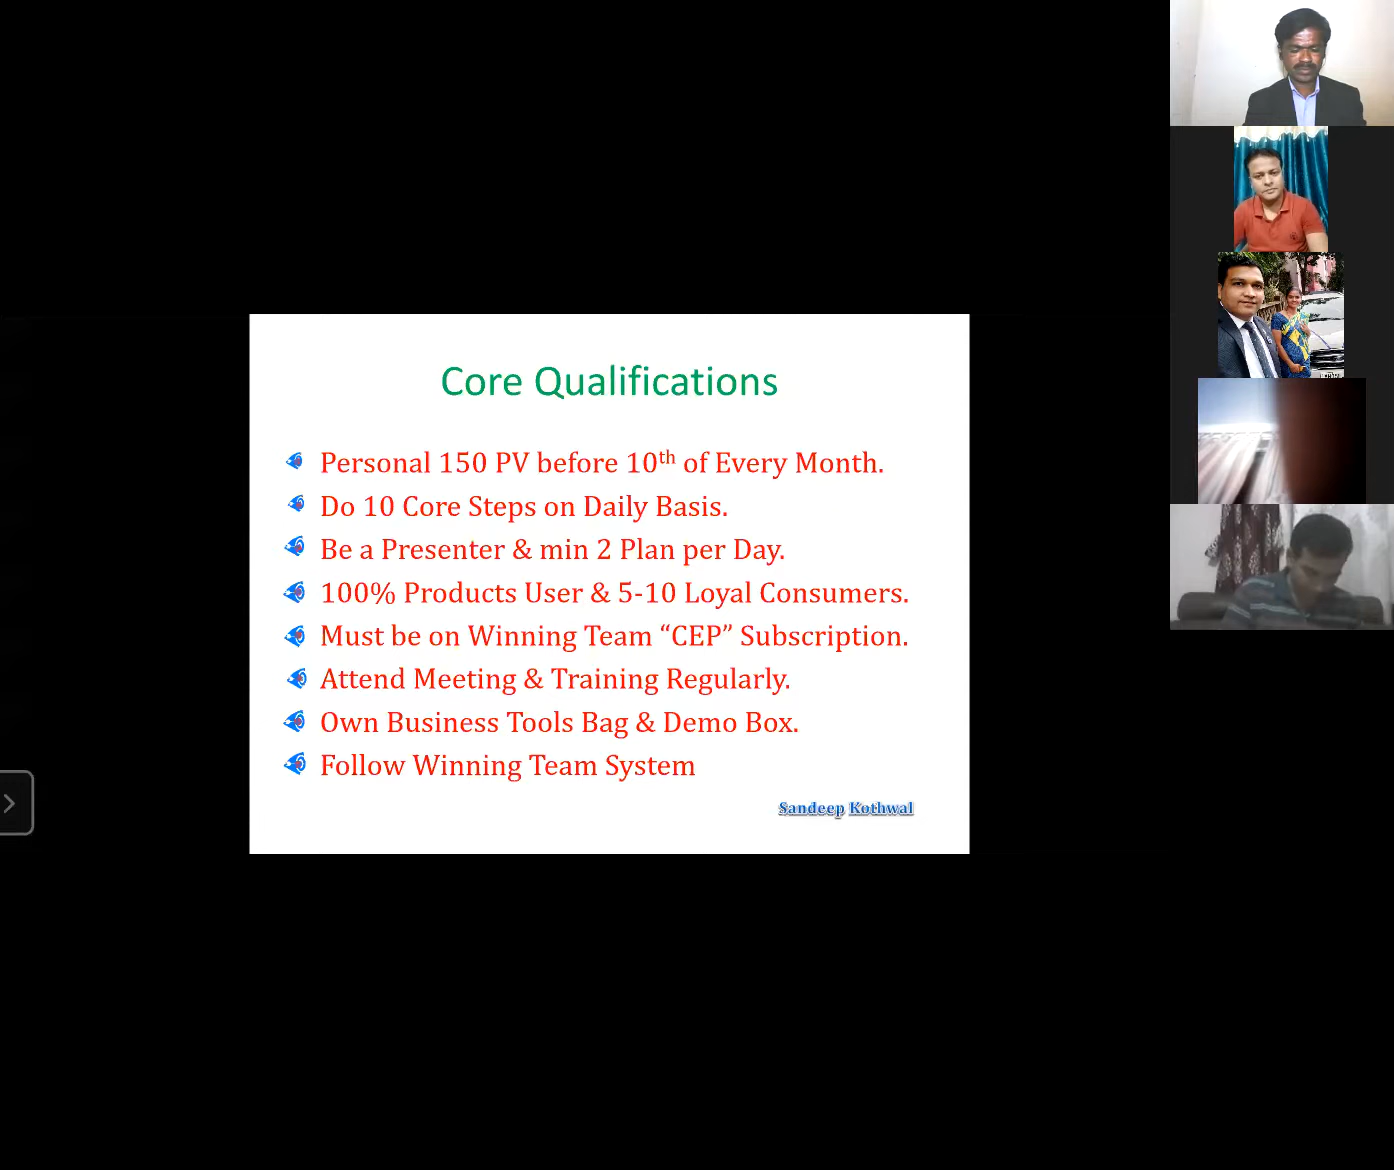 Core Qualifications
Personal 150 PV before 10th of Every Month.
Do 10 Core Steps on Daily Basis.
Be a Presenter & min 2 Plan per Day.
100% Products User & 5-10 Loyal Consumers.
Must be on Winning Team “CEP” Subscription.
Attend Meeting & Training Regularly.
Own Business Tools Bag & Demo Box.
Follow Winning Team System
Sandeep Kothwal